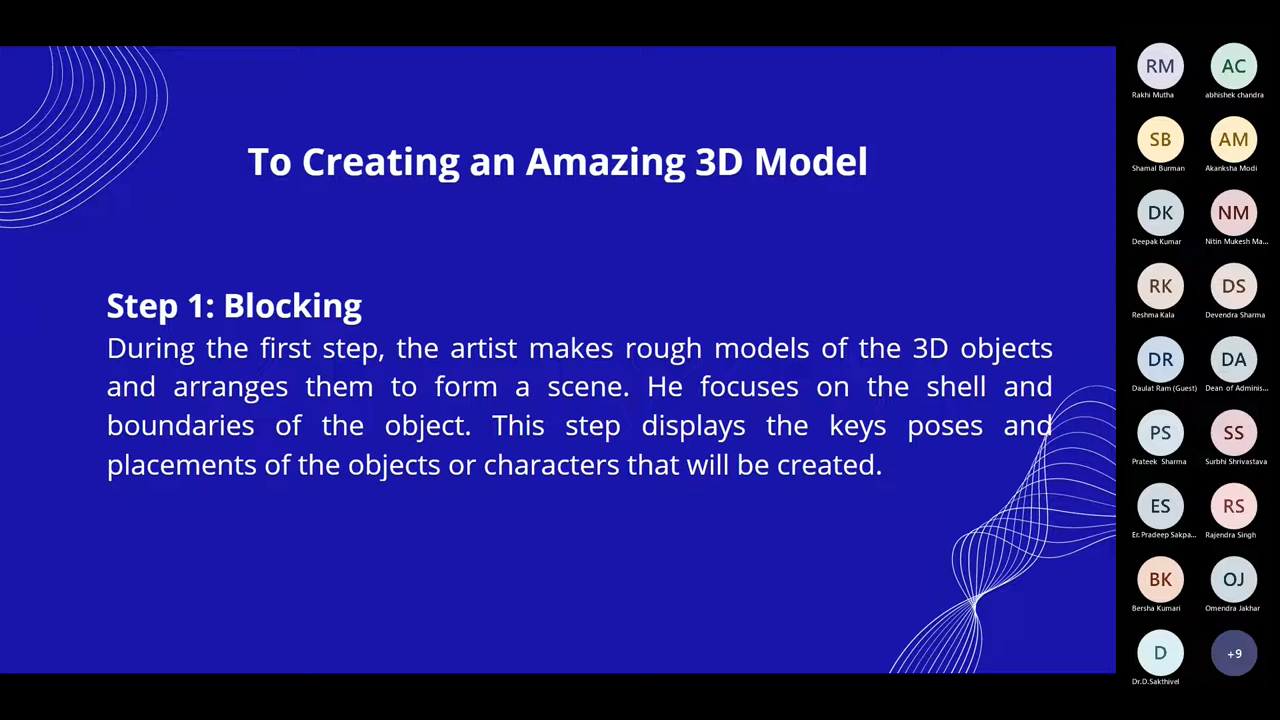 To Creating an Amazing 3D Model
Step 1: Blocking
During the first step, the artist makes rough models of the 3D objects
and arranges them to form a scene. He focuses on the shell and
boundaries of the object. This step displays the keys poses and
placements of the objects or characters that will be created.
RM
AC
Rakhi Mutha
abhishek chandra
SB
AM
Shamal Burman
Akanksha Modi
DK
NM
Deepak Kumar
Nitin Mukesh Ma...
RK
DS
Reshma Kala
Devendra Sharma
DR
DA
Daulat Ram (Guest)
Dean of Adminis...
PS
SS
Prateek Sharma
Surbhi Shrivastava
ES
RS
Er. Pradeep Sakpa...
Rajendra Singh
BK
OJ
Bersha Kumari
Omendra Jakhar
D
+9
Dr.D.Sakthivel